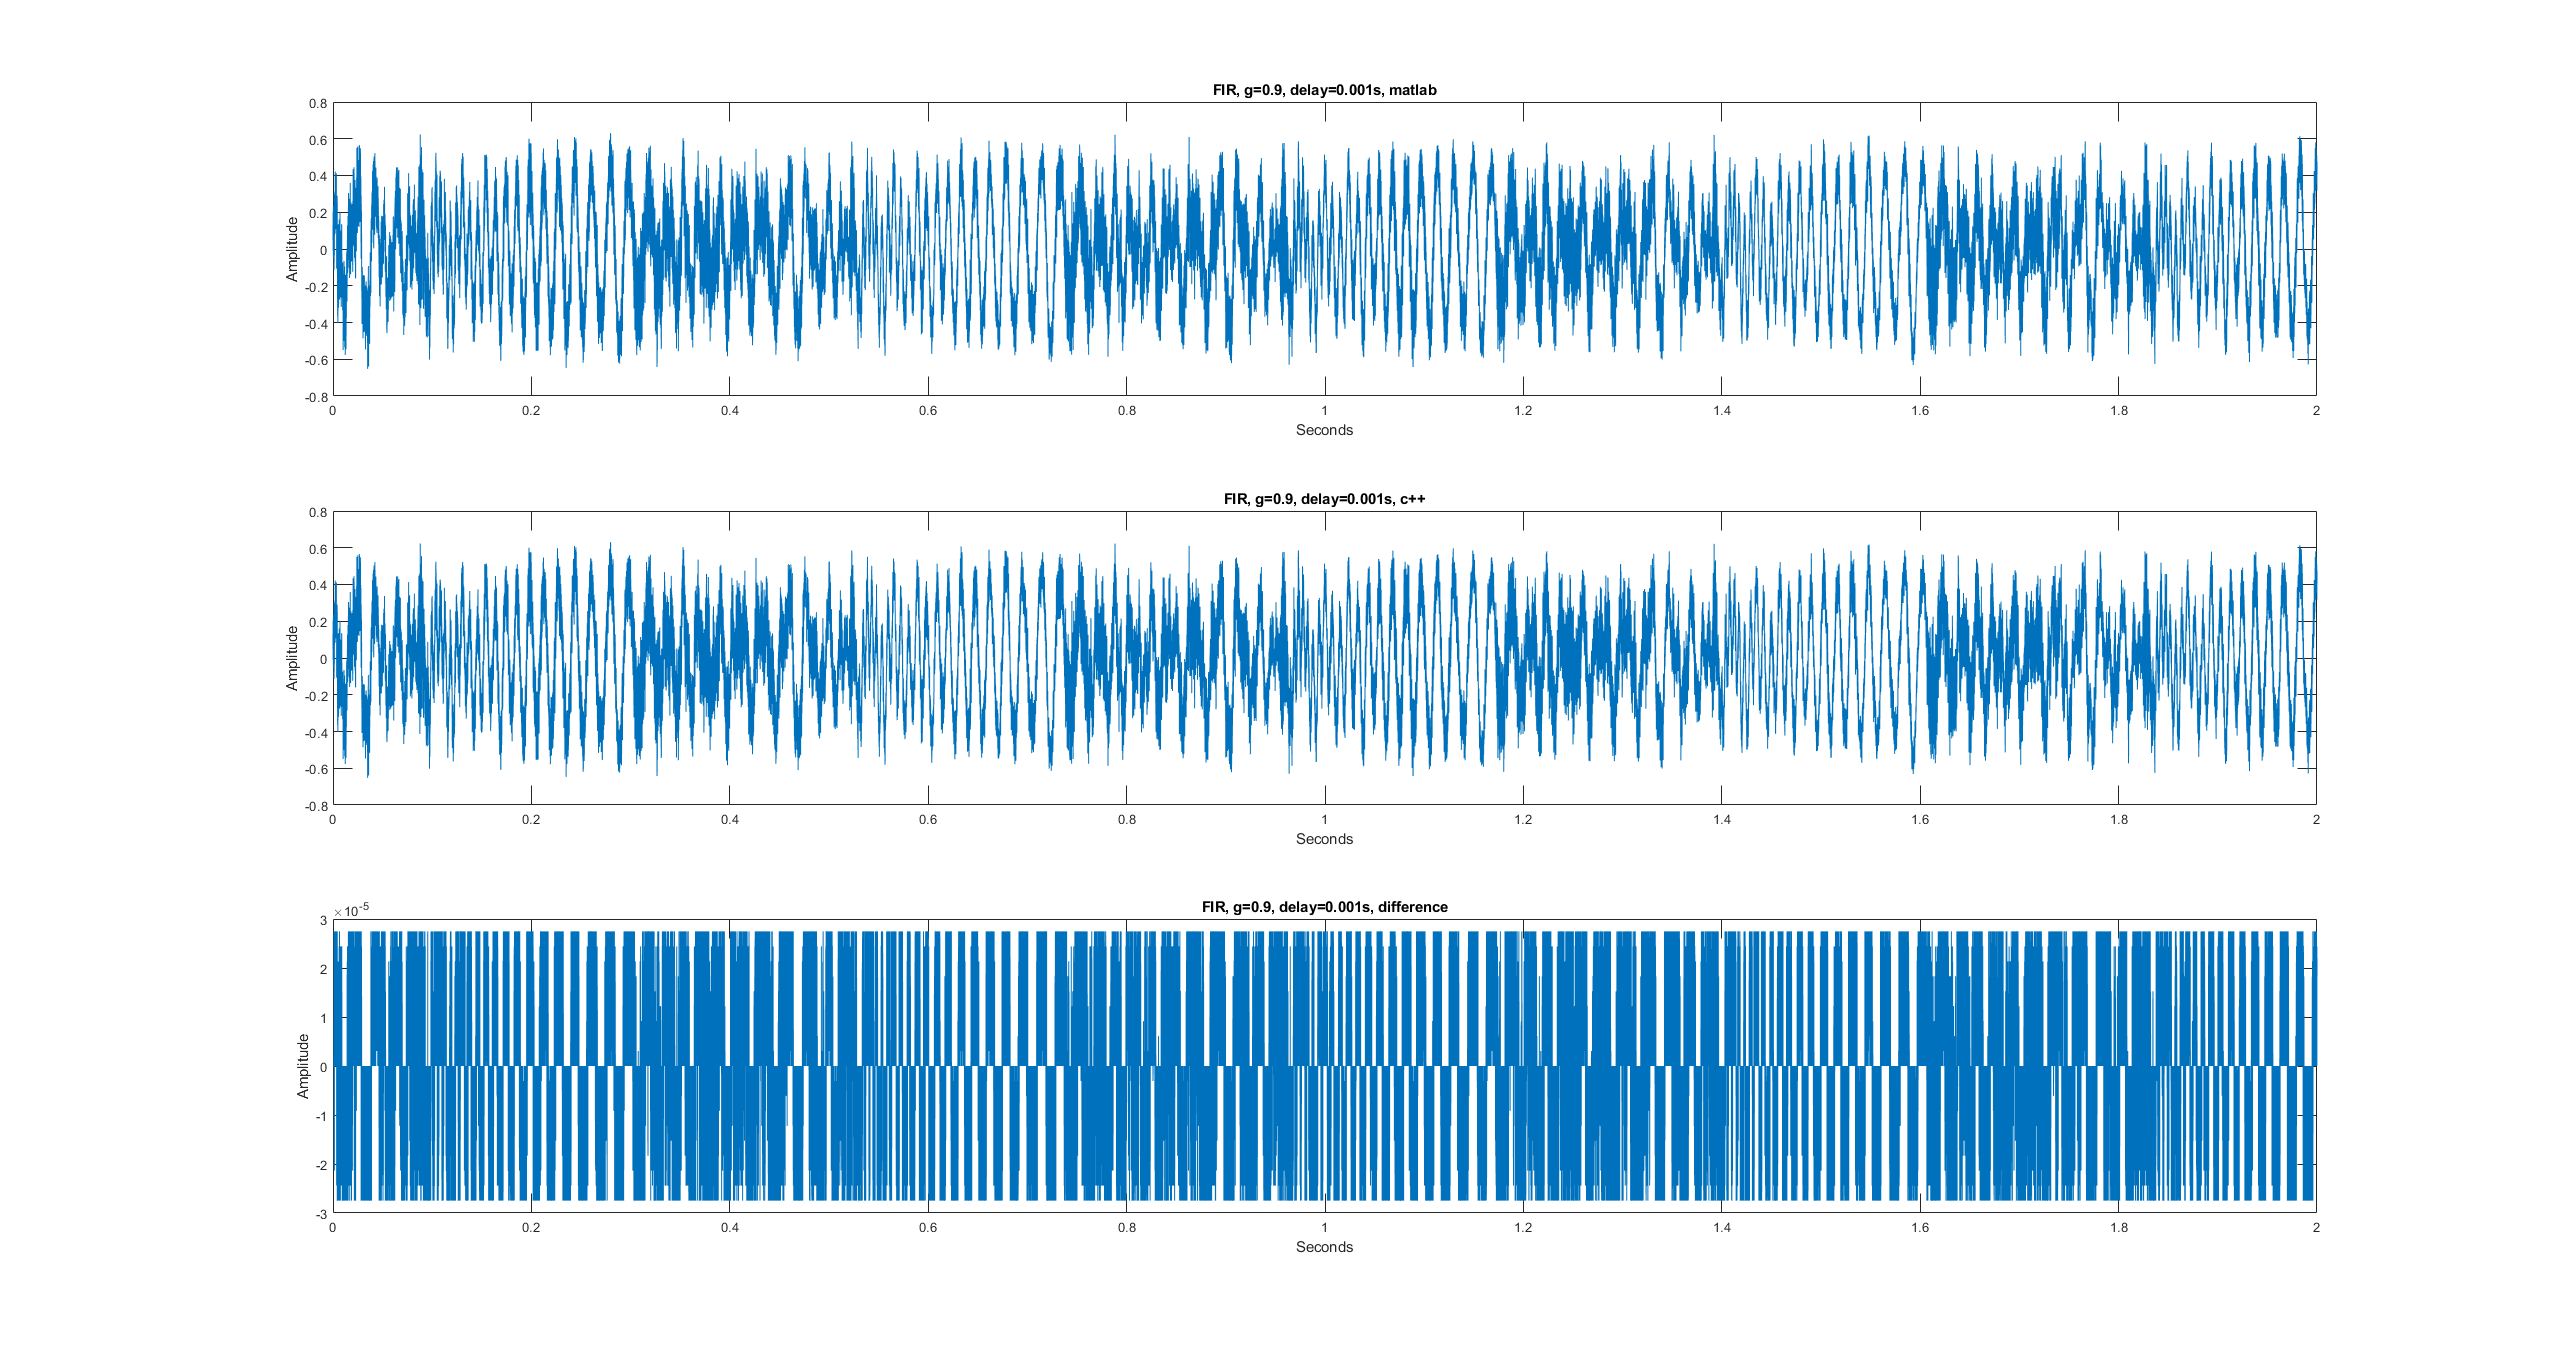 FIR, g=0.9, delay=0.001s, matlab
0.8
0.6
0.4
0.2
0
-0.2
-0.4
-0.6
-0.8
Amplitude
0 0.2 0.4 0.6 0.8 1 1.2 1.4 1.6 1.8 2
Seconds
FIR, g=0.9, delay=0.001s, c++
0.8
0.6
0.4
0.2
0
-0.2
-0.4
-0.6
-0.8
Amplitude
0 0.2 0.4 0.6 0.8 1 1.2 1.4 1.6 1.8 2
Seconds
FIR, g=0.9, delay=0.001s, difference
×10-5
3
2
1
0
-1
-2
-3
Amplitude
0 0.2 0.4 0.6 0.8 1 1.2 1.4 1.6 1.8 2
Seconds